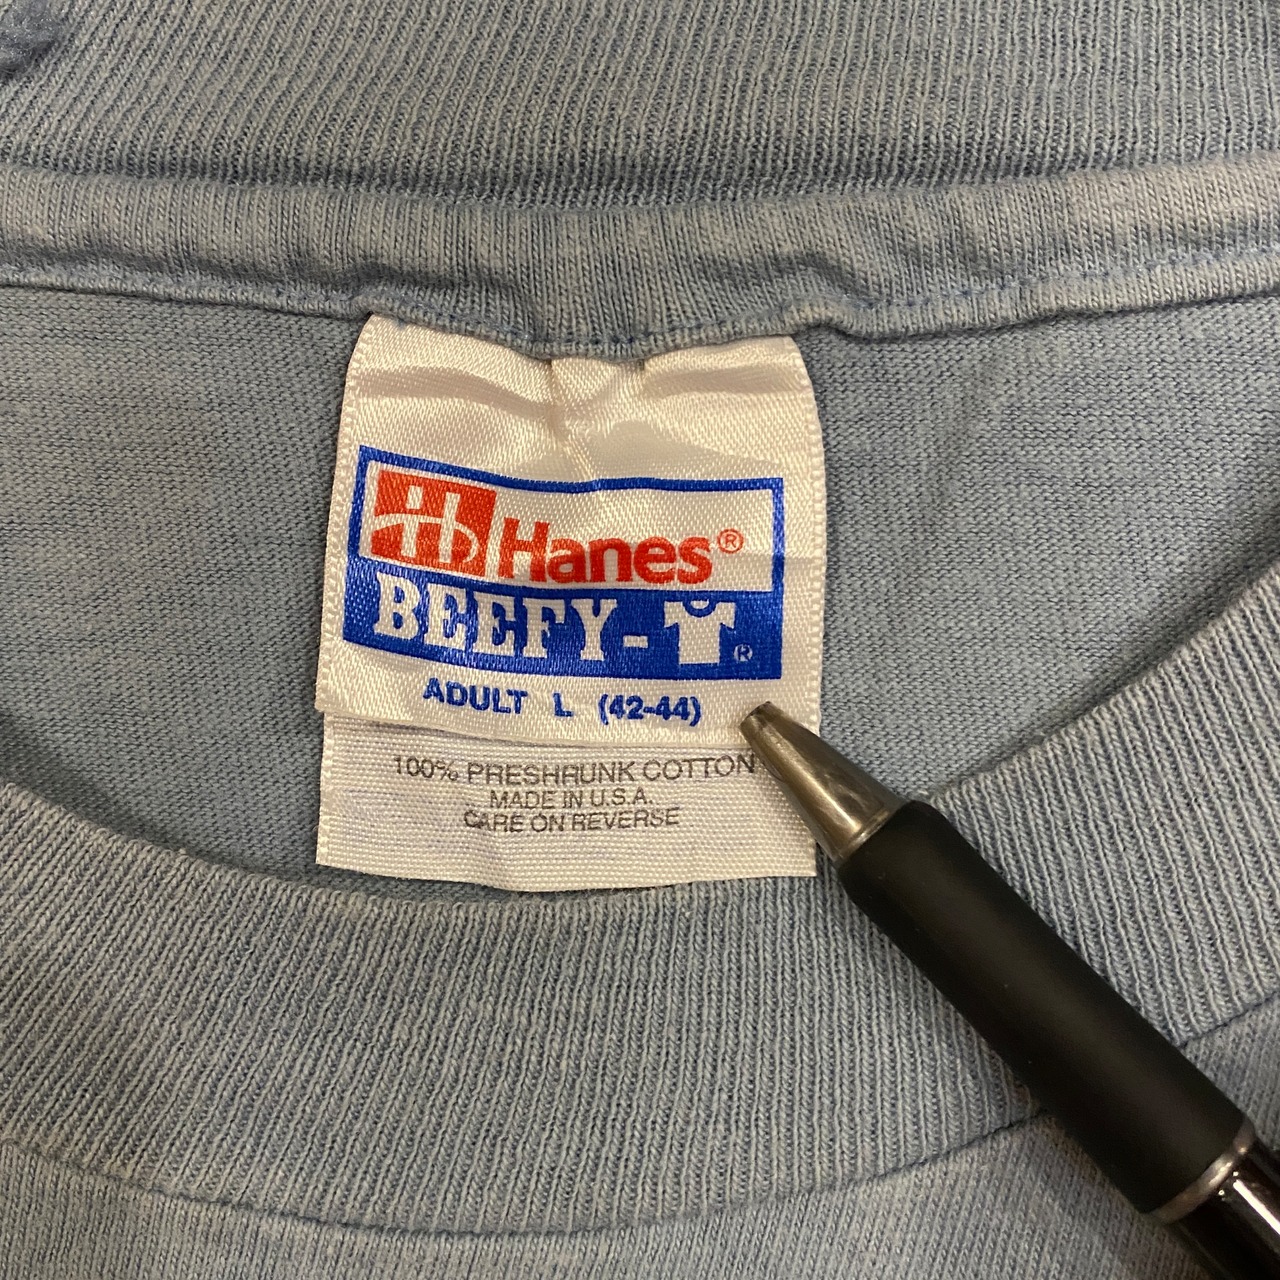 Hanes®
BEEFY-T®
ADULT L (42-44)
100% PRESHRUNK COTTON
MADE IN U.S.A.
CARE ON REVERSE